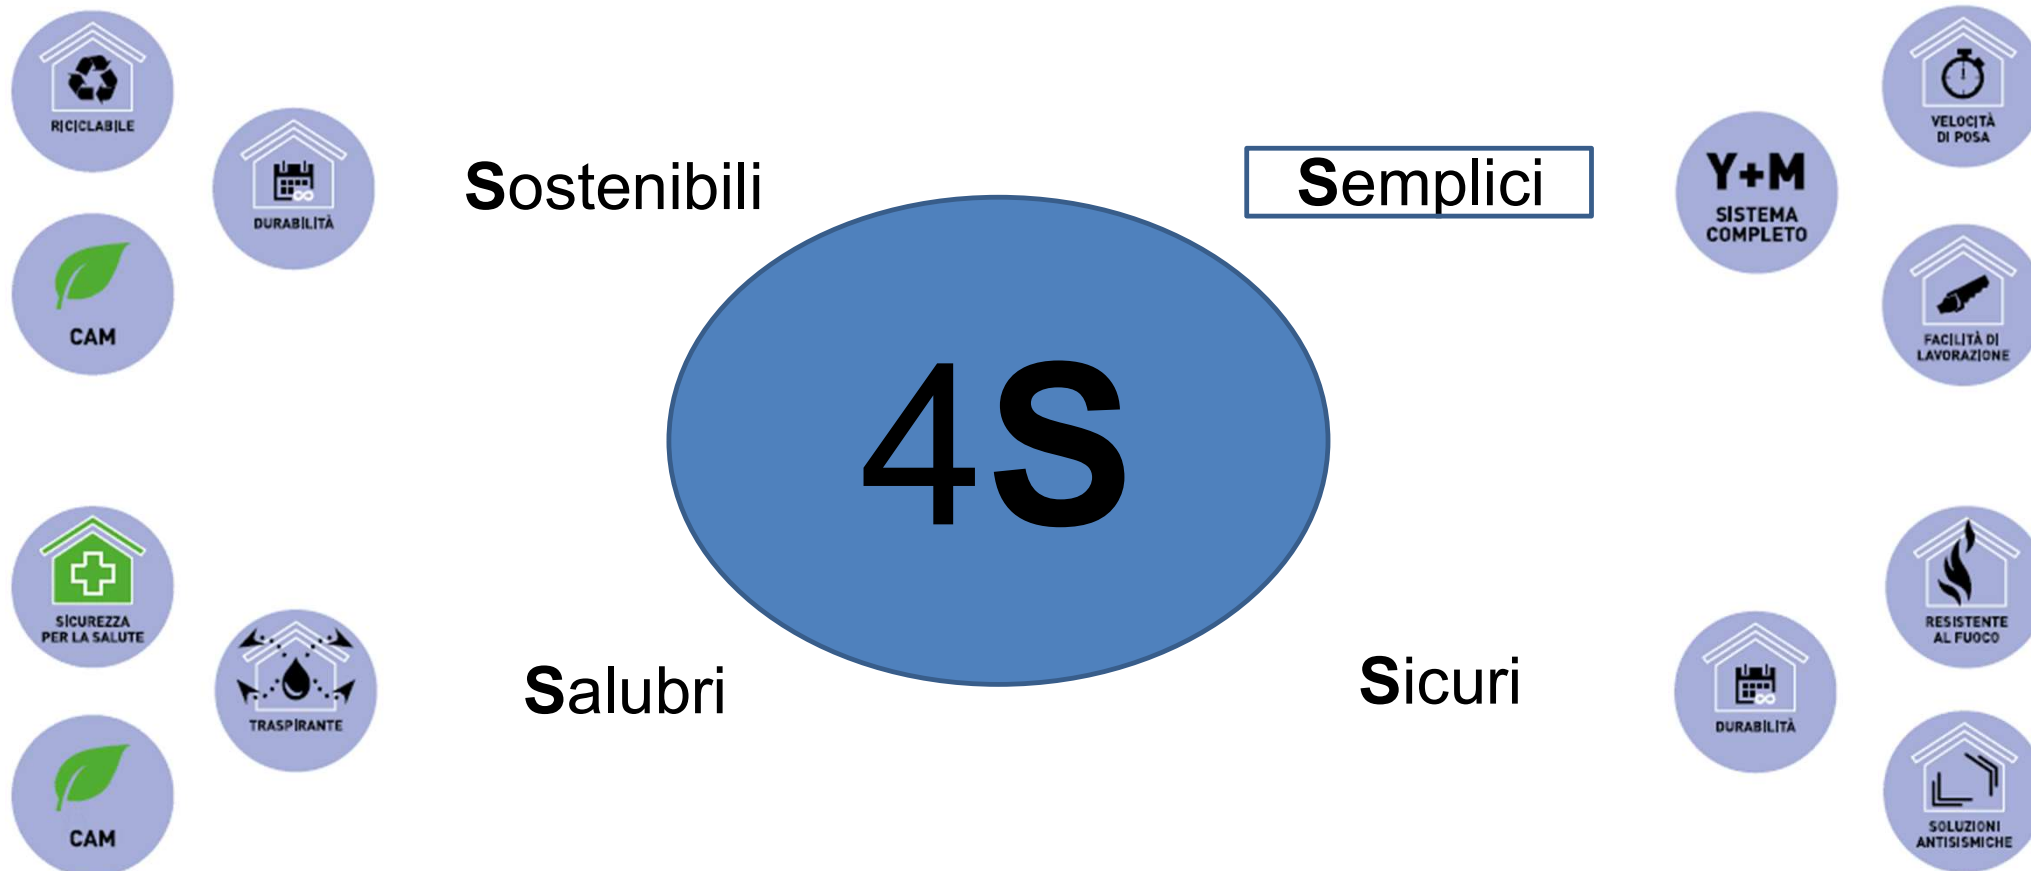 RICICLABILE
DURABILITÀ
CAM
Sostenibili
Semplici
Y+M
SISTEMA
COMPLETO
VELOCITÀ
DI POSA
FACILITÀ DI
LAVORAZIONE
4S
SICUREZZA
PER LA SALUTE
TRASPIRANTE
CAM
Salubri
Sicuri
DURABILITÀ
RESISTENTE
AL FUOCO
SOLUZIONI
ANTISISMICHE